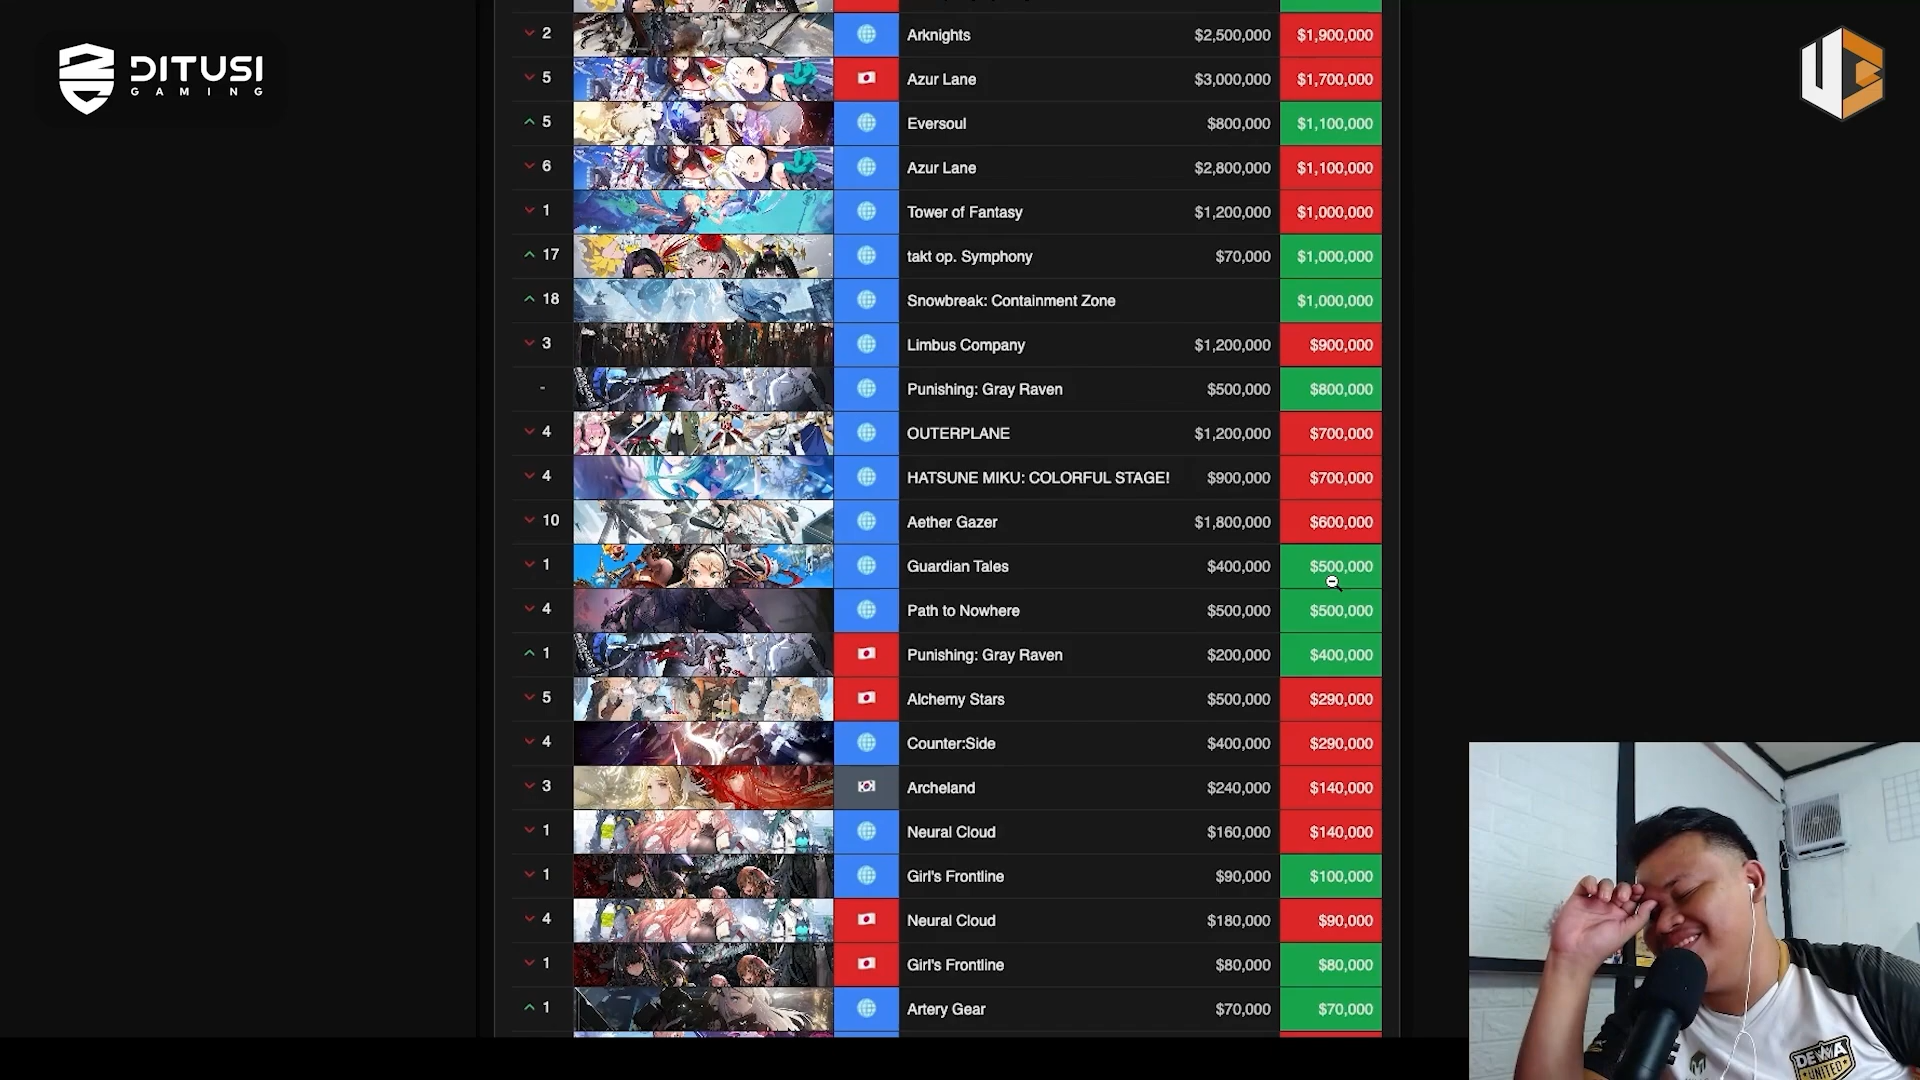 DITUSI
GAMING
2 Arknights $2,500,000 $1,900,000
5 Azur Lane $3,000,000 $1,700,000
5 Eversoul $800,000 $1,100,000
6 Azur Lane $2,800,000 $1,100,000
1 Tower of Fantasy $1,200,000 $1,000,000
17 takt op. Symphony $70,000 $1,000,000
18 Snowbreak: Containment Zone $1,000,000
3 Limbus Company $1,200,000 $900,000
- Punishing: Gray Raven $500,000 $800,000
4 OUTERPLANE $1,200,000 $700,000
4 HATSUNE MIKU: COLORFUL STAGE! $900,000 $700,000
10 Aether Gazer $1,800,000 $600,000
1 Guardian Tales $400,000 $500,000
4 Path to Nowhere $500,000 $500,000
1 Punishing: Gray Raven $200,000 $400,000
5 Alchemy Stars $500,000 $290,000
4 Counter:Side $400,000 $290,000
3 Archeland $240,000 $140,000
1 Neural Cloud $160,000 $140,000
1 Girl's Frontline $90,000 $100,000
4 Neural Cloud $180,000 $90,000
1 Girl's Frontline $80,000 $80,000
1 Artery Gear $70,000 $70,000
DEWA
UNITED